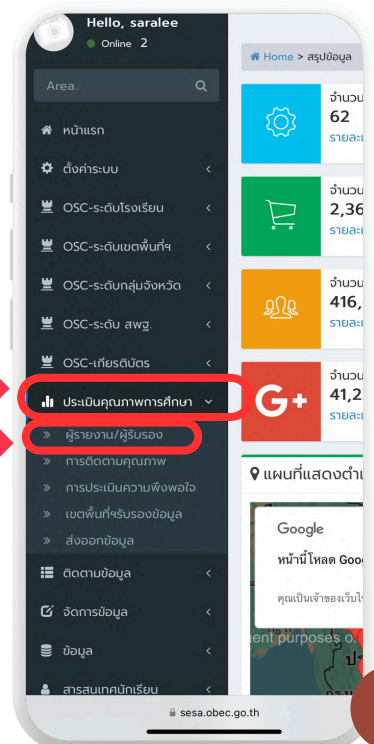 Hello, saralee
Online 2
Area..
หน้าแรก
ตั้งค่าระบบ
OSC-ระดับโรงเรียน
OSC-ระดับเขตพื้นที่ฯ
OSC-ระดับกลุ่มจังหวัด
OSC-ระดับ สพฐ.
OSC-เกียรติบัตร
ประเมินคุณภาพการศึกษา
» ผู้รายงาน/ผู้รับรอง
» การติดตามคุณภาพ
» การประเมินความพึงพอใจ
» เขตพื้นที่ฯรับรองข้อมูล
» ส่งออกข้อมูล
ติดตามข้อมูล
จัดการข้อมูล
ข้อมูล
สารสนเทศนักเรียน
Home > สรุปข้อมูล
จำนวน
62
รายละเ
จำนวน
2,36
รายละเ
จำนวน
416,
รายละเ
G+
จำนวน
41,2
รายละเ
แผนที่แสดงตำแ
Google
หน้านี้โหลด Goo
คุณเป็นเจ้าของเว็บไ
ent purposes o
sesa.obec.go.th